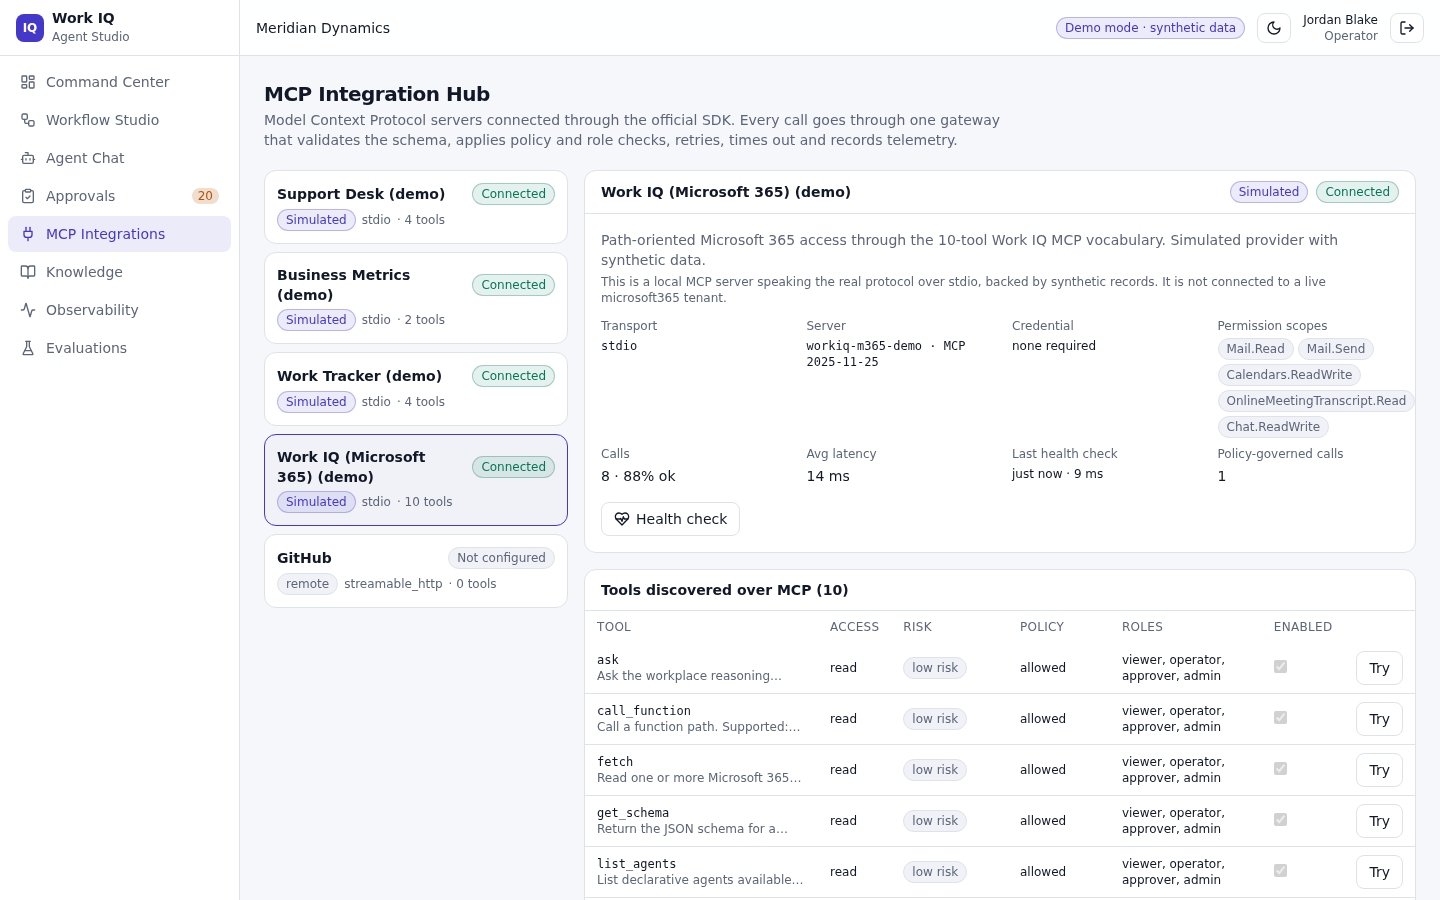 IQ
Work IQ
Agent Studio
Meridian Dynamics
Demo mode · synthetic data
Jordan Blake
Operator
Command Center
Workflow Studio
Agent Chat
Approvals
20
MCP Integrations
Knowledge
Observability
Evaluations
MCP Integration Hub
Model Context Protocol servers connected through the official SDK. Every call goes through one gateway
that validates the schema, applies policy and role checks, retries, times out and records telemetry.
Support Desk (demo)
Connected
Simulated stdio · 4 tools
Business Metrics
(demo)
Connected
Simulated stdio · 2 tools
Work Tracker (demo)
Connected
Simulated stdio · 4 tools
Work IQ (Microsoft
365) (demo)
Connected
Simulated stdio · 10 tools
GitHub
Not configured
remote streamable_http · 0 tools
Work IQ (Microsoft 365) (demo)
Simulated
Connected
Path-oriented Microsoft 365 access through the 10-tool Work IQ MCP vocabulary. Simulated provider with
synthetic data.
This is a local MCP server speaking the real protocol over stdio, backed by synthetic records. It is not connected to a live
microsoft365 tenant.
Transport
stdio
Server
workiq-m365-demo · MCP
2025-11-25
Credential
none required
Permission scopes
Mail.Read Mail.Send
Calendars.ReadWrite
OnlineMeetingTranscript.Read
Chat.ReadWrite
Calls
8 · 88% ok
Avg latency
14 ms
Last health check
just now · 9 ms
Policy-governed calls
1
Health check
Tools discovered over MCP (10)
TOOL ACCESS RISK POLICY ROLES ENABLED
ask
Ask the workplace reasoning…
read
low risk
allowed
viewer, operator,
approver, admin
Try
call_function
Call a function path. Supported:…
read
low risk
allowed
viewer, operator,
approver, admin
Try
fetch
Read one or more Microsoft 365…
read
low risk
allowed
viewer, operator,
approver, admin
Try
get_schema
Return the JSON schema for a…
read
low risk
allowed
viewer, operator,
approver, admin
Try
list_agents
List declarative agents available…
read
low risk
allowed
viewer, operator,
approver, admin
Try